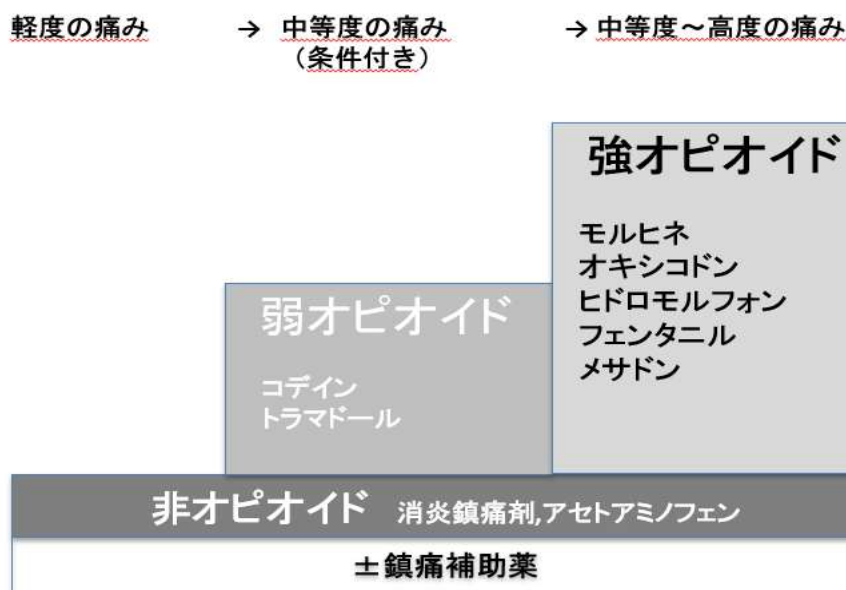 軽度の痛み → 中等度の痛み → 中等度～高度の痛み
（条件付き）
強オピオイド
モルヒネ
オキシコドン
ヒドロモルフォン
フェンタニル
メサドン
弱オピオイド
コデイン
トラマドール
非オピオイド 消炎鎮痛剤,アセトアミノフェン
±鎮痛補助薬